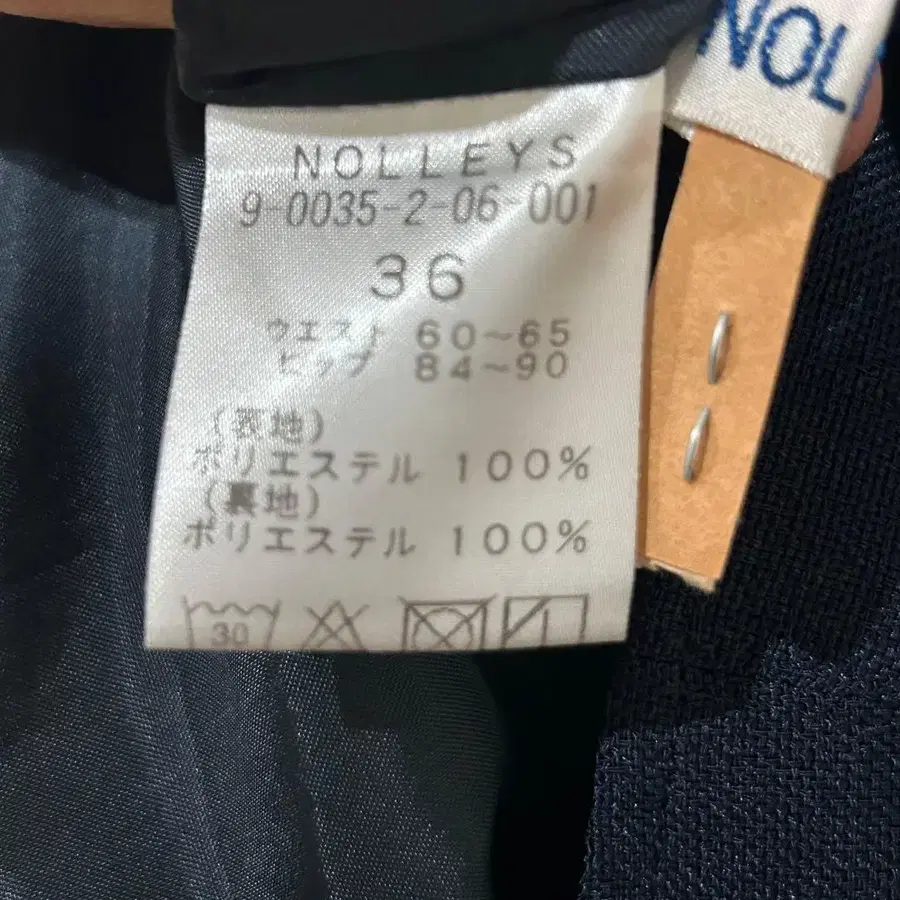 NOL
NOLLEYS
9-0035-2-06-001
36
ウエスト 60~65
ヒップ 84~90
(表地)
ポリエステル 100%
(裏地)
ポリエステル 100%
30